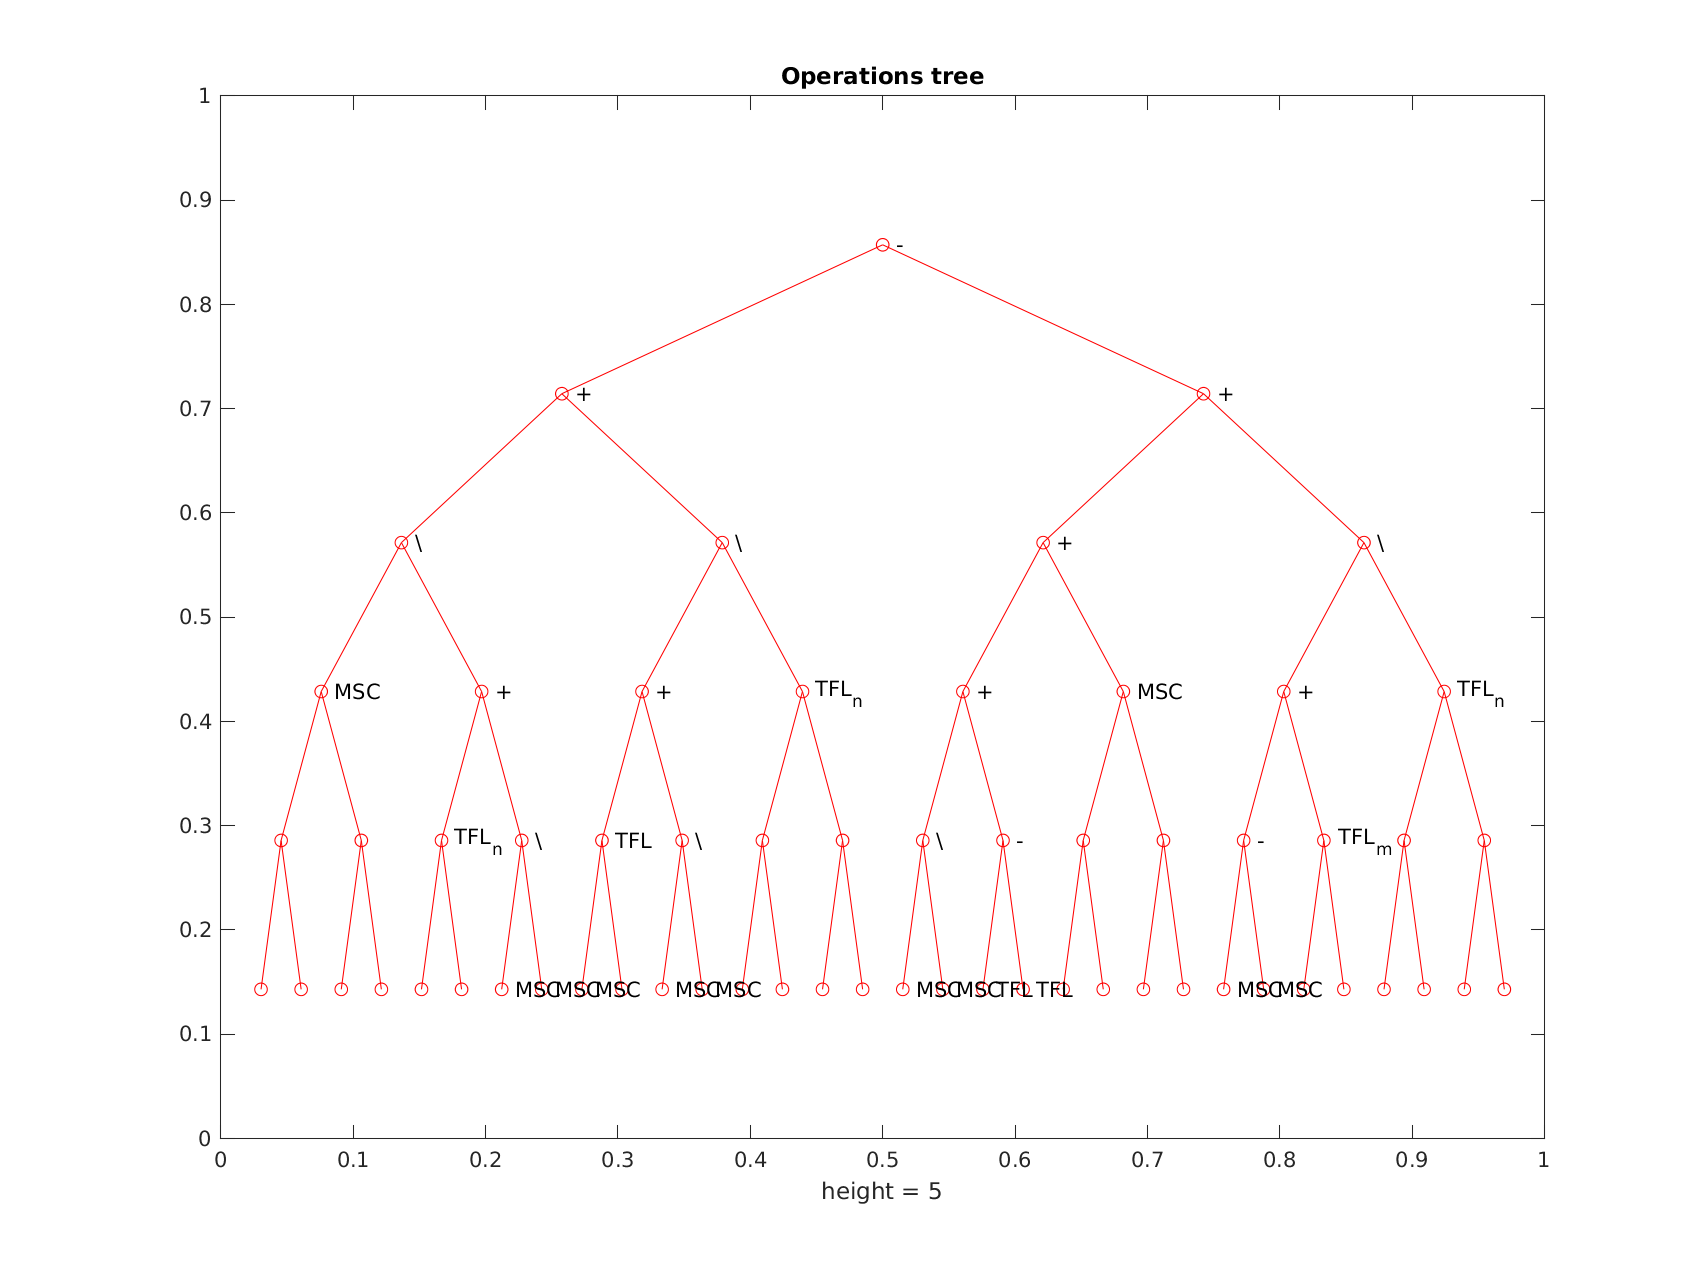 Operations tree
1
0.9
-
0.8
+ +
0.7
0.6
\ \ + \
0.5
MSC + + TFLn + MSC + TFLn
0.4
0.3
TFLn \ TFL \ \ - - TFLm
0.2
MSC MSC MSC MSC MSC MSC MSC TFL TFL MSC MSC
0.1
0
0 0.1 0.2 0.3 0.4 0.5 0.6 0.7 0.8 0.9 1
height = 5